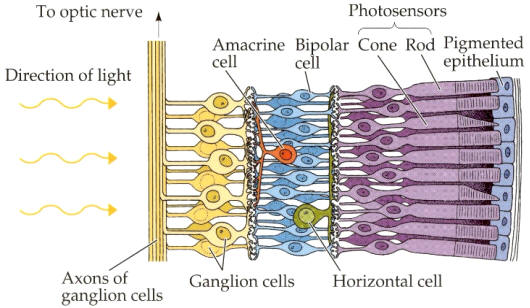 To optic nerve
Photosensors
Amacrine
cell
Bipolar
cell
Cone
Rod
Pigmented
epithelium
Direction of light
Axons of
ganglion cells
Ganglion cells
Horizontal cell